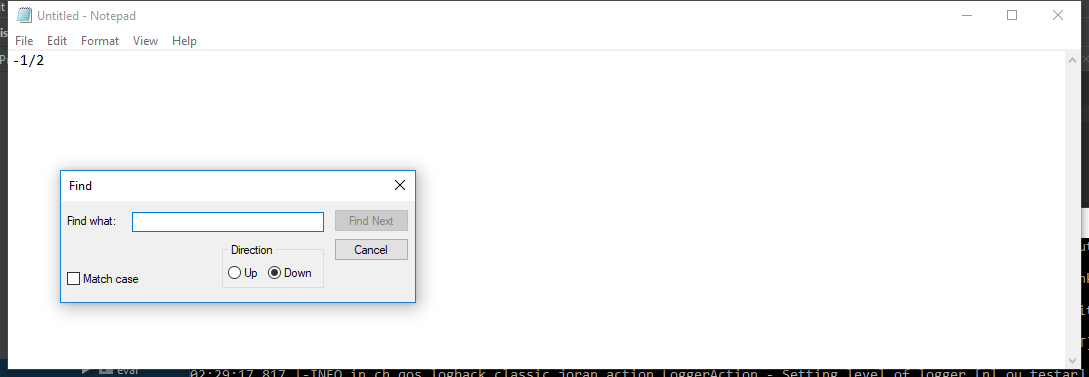 Untitled - Notepad
File Edit Format View Help
-1/2
Find
Find what:
Find Next
Cancel
Direction
Up Down
Match case
eval
02:29:17,817 |-INFO in ch.qos.logback.classic.joran.action.LoggerAction - Setting level of logger [nl.ou.testar]